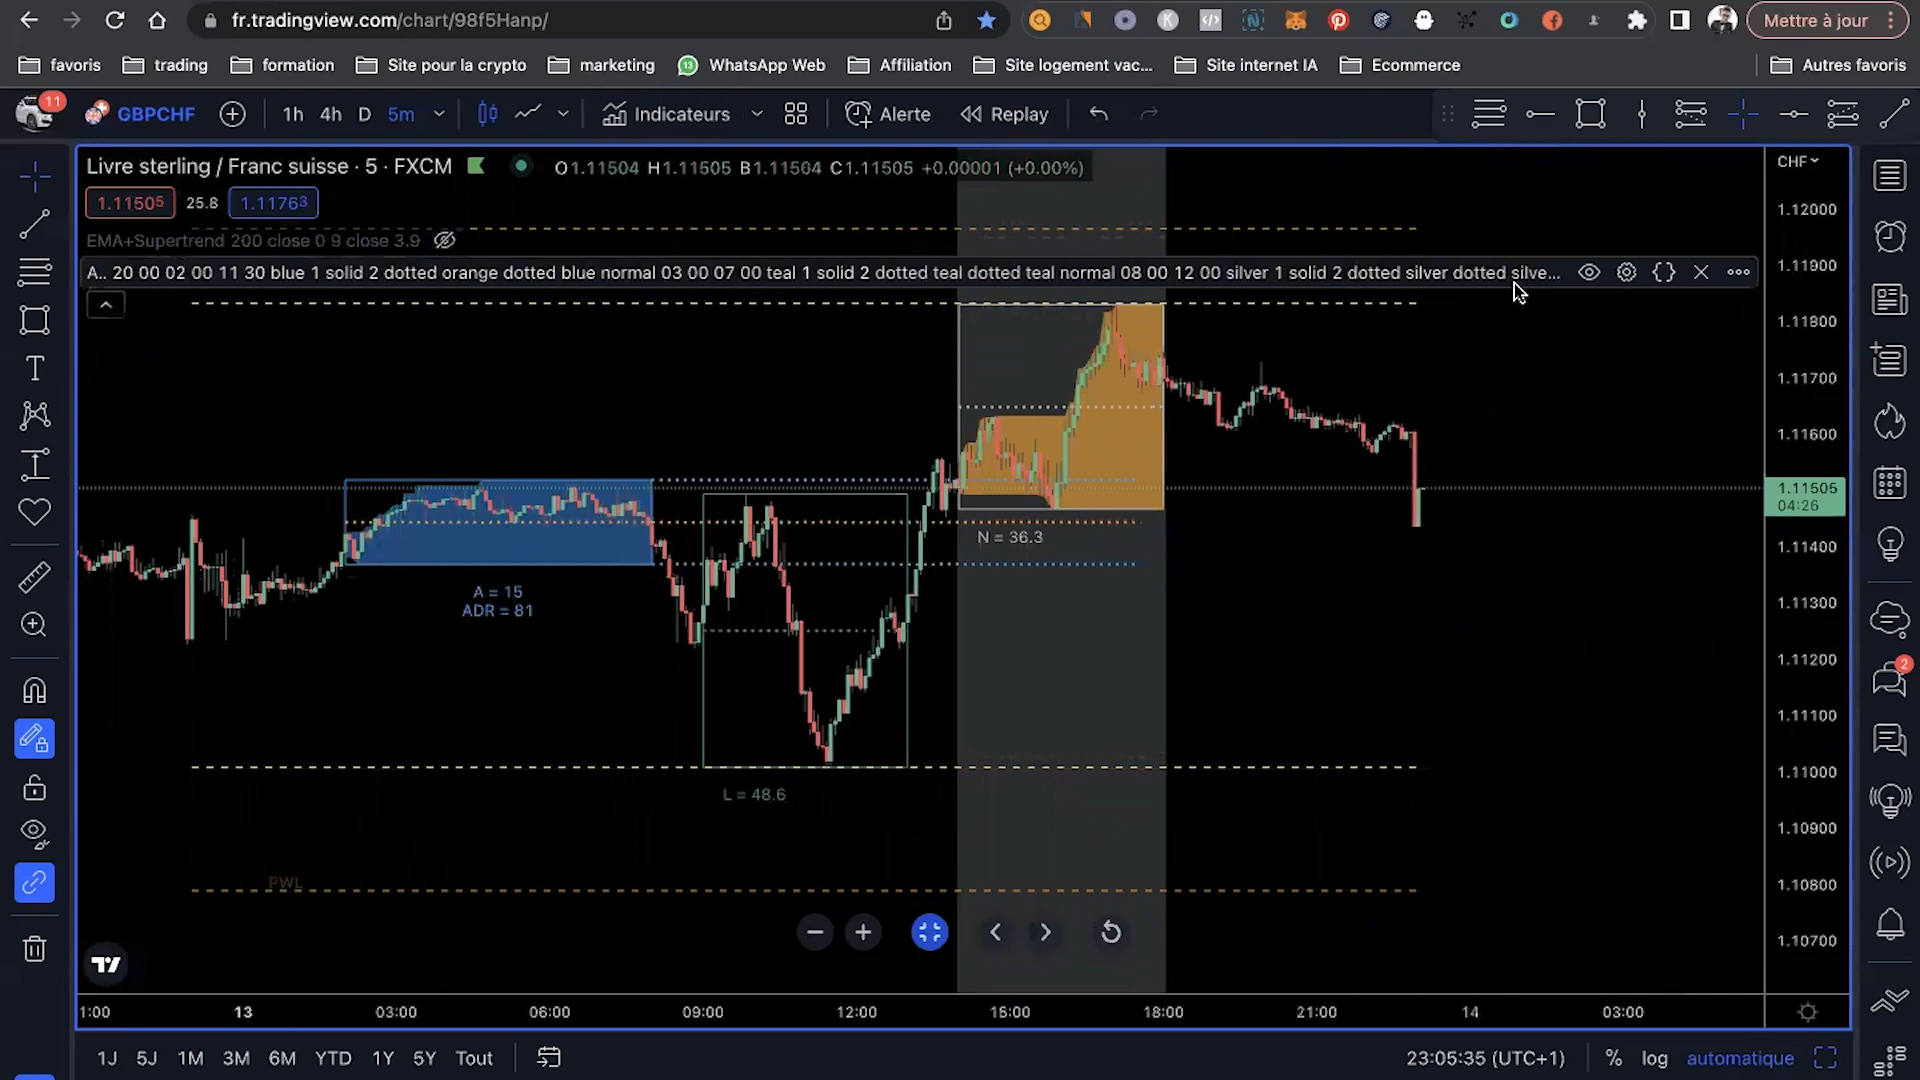 fr.tradingview.com/chart/98f5Hanp/
Mettre à jour
favoris trading formation Site pour la crypto marketing 13 WhatsApp Web Affiliation Site logement vac... Site internet IA Ecommerce Autres favoris
11 GBPCHF 1h 4h D 5m Indicateurs Alerte Replay
Livre sterling / Franc suisse · 5 · FXCM O1.11504 H1.11505 B1.11504 C1.11505 +0.00001 (+0.00%)
CHF
1.11505 25.8 1.11763
1.12000
EMA+Supertrend 200 close 0 9 close 3.9
A.. 20 00 02 00 11 30 blue 1 solid 2 dotted orange dotted blue normal 03 00 07 00 teal 1 solid 2 dotted teal dotted teal normal 08 00 12 00 silver 1 solid 2 dotted silver dotted silve...
1.11900
1.11800
1.11700
1.11600
1.11505
04:26
N = 36.3
1.11400
A = 15
ADR = 81
1.11300
1.11200
2
1.11100
1.11000
L = 48.6
1.10900
PWL
1.10800
1.10700
1:00 13 03:00 06:00 09:00 12:00 15:00 18:00 21:00 14 03:00
1J 5J 1M 3M 6M YTD 1Y 5Y Tout 23:05:35 (UTC+1) % log automatique